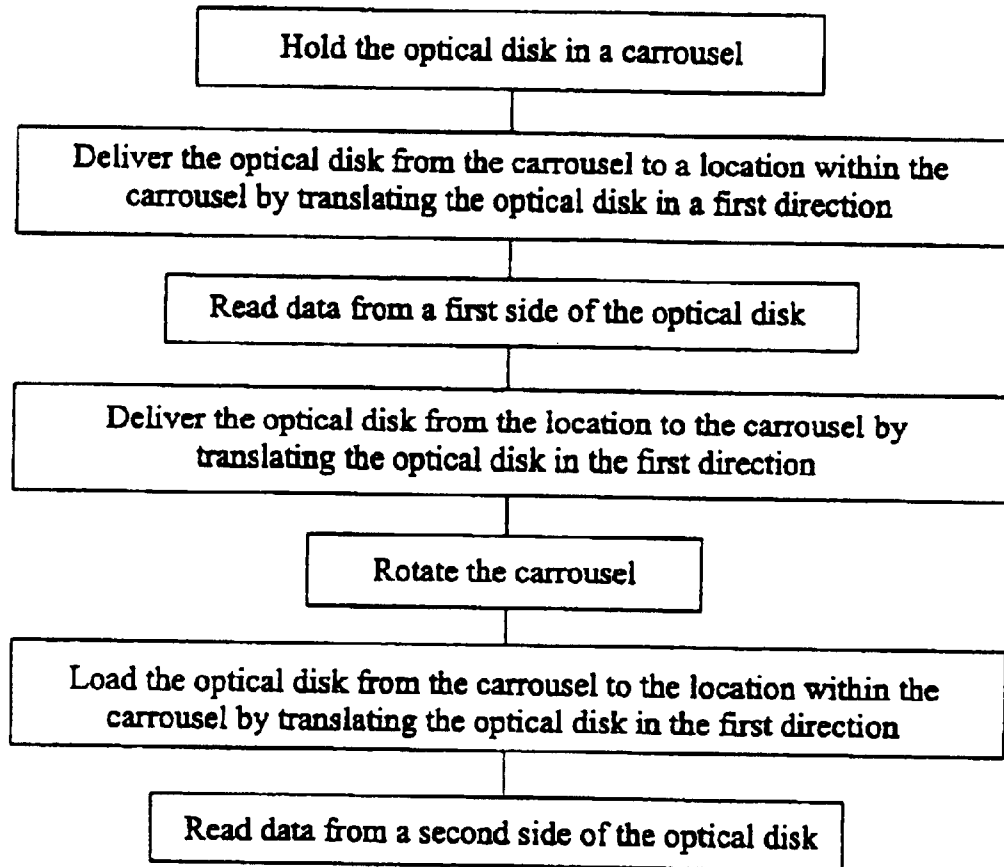 Hold the optical disk in a carrousel
Deliver the optical disk from the carrousel to a location within the
carrousel by translating the optical disk in a first direction
Read data from a first side of the optical disk
Deliver the optical disk from the location to the carrousel by
translating the optical disk in the first direction
Rotate the carrousel
Load the optical disk from the carrousel to the location within the
carrousel by translating the optical disk in the first direction
Read data from a second side of the optical disk